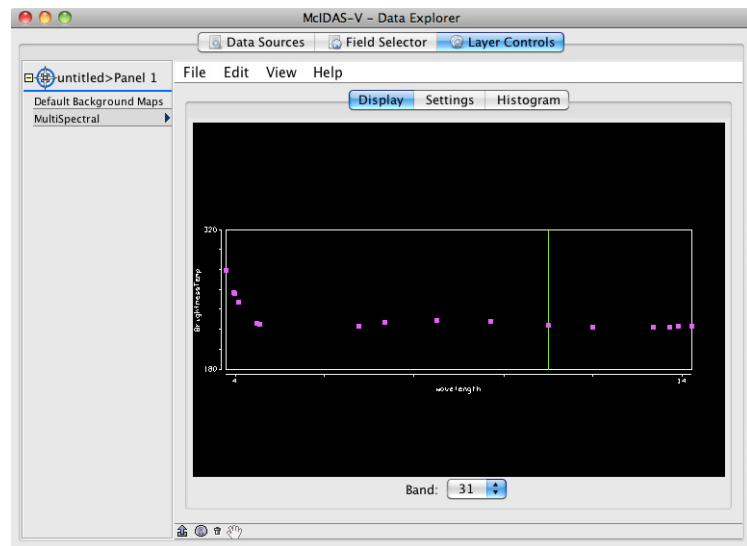 McIDAS-V – Data Explorer
Data Sources Field Selector Layer Controls
untitled>Panel 1
Default Background Maps
MultiSpectral
File Edit View Help
Display Settings Histogram
320
BrightnessTemp
180
4 14
wavelength
Band: 31